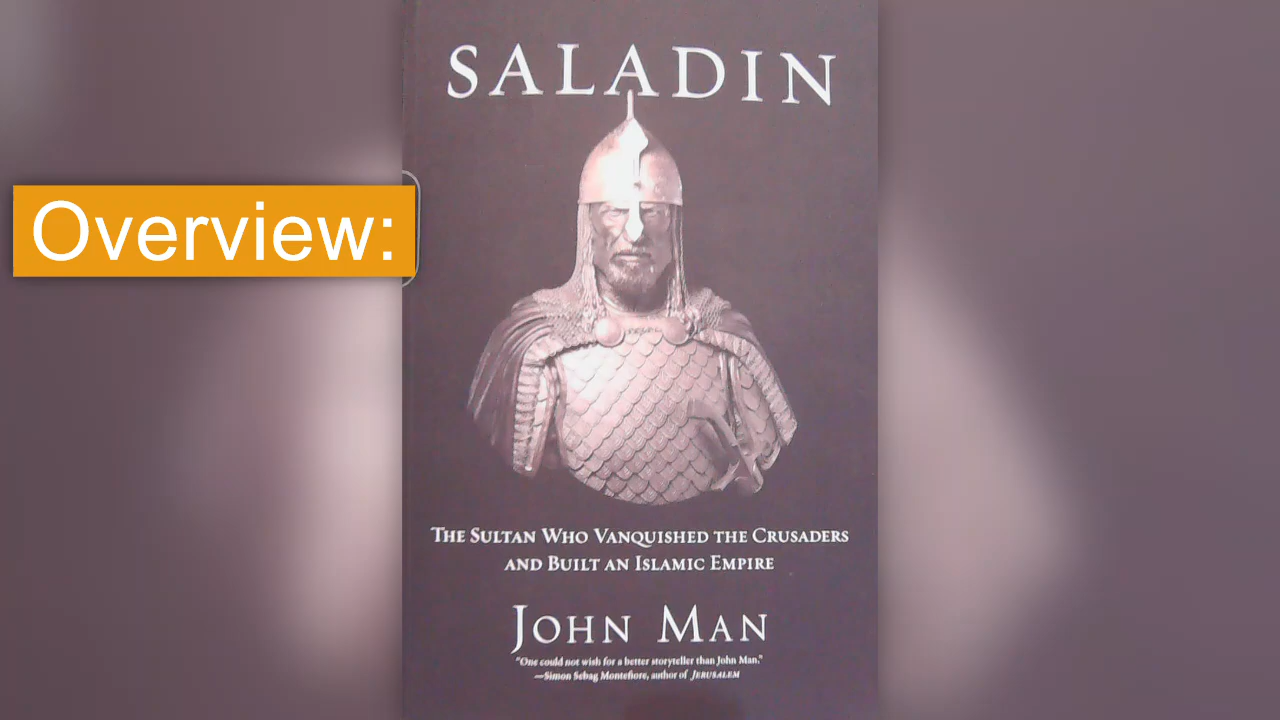 SALADIN
Overview:
The Sultan Who Vanquished the Crusaders
and Built an Islamic Empire
John Man
"One could not wish for a better storyteller than John Man."
—Simon Sebag Montefiore, author of Jerusalem